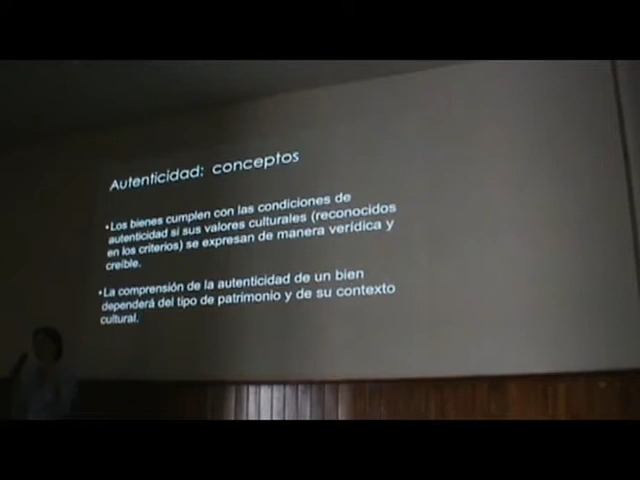 Autenticidad: conceptos
•Los bienes cumplen con las condiciones de
autenticidad si sus valores culturales (reconocidos
en los criterios) se expresan de manera verídica y
creíble.
•La comprensión de la autenticidad de un bien
dependerá del tipo de patrimonio y de su contexto
cultural.